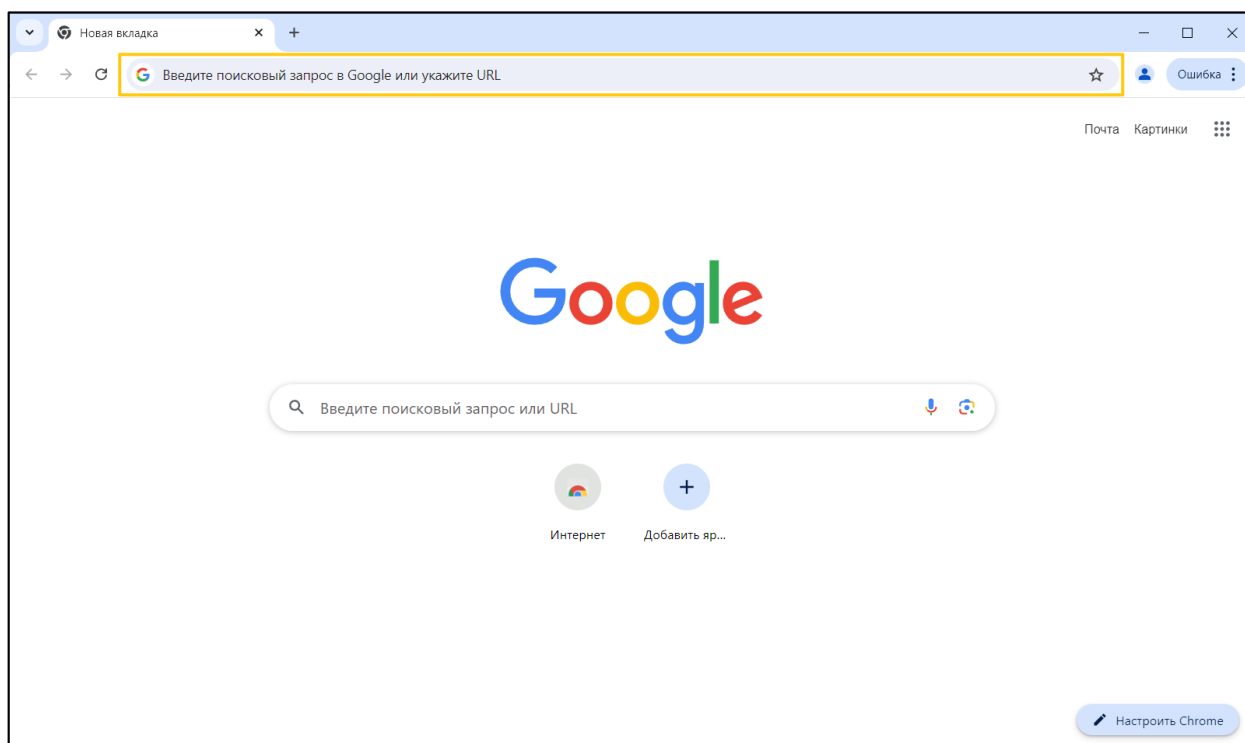 Новая вкладка
Введите поисковый запрос в Google или укажите URL
Ошибка
Почта Картинки
Google
Введите поисковый запрос или URL
Интернет Добавить яр...
Настроить Chrome